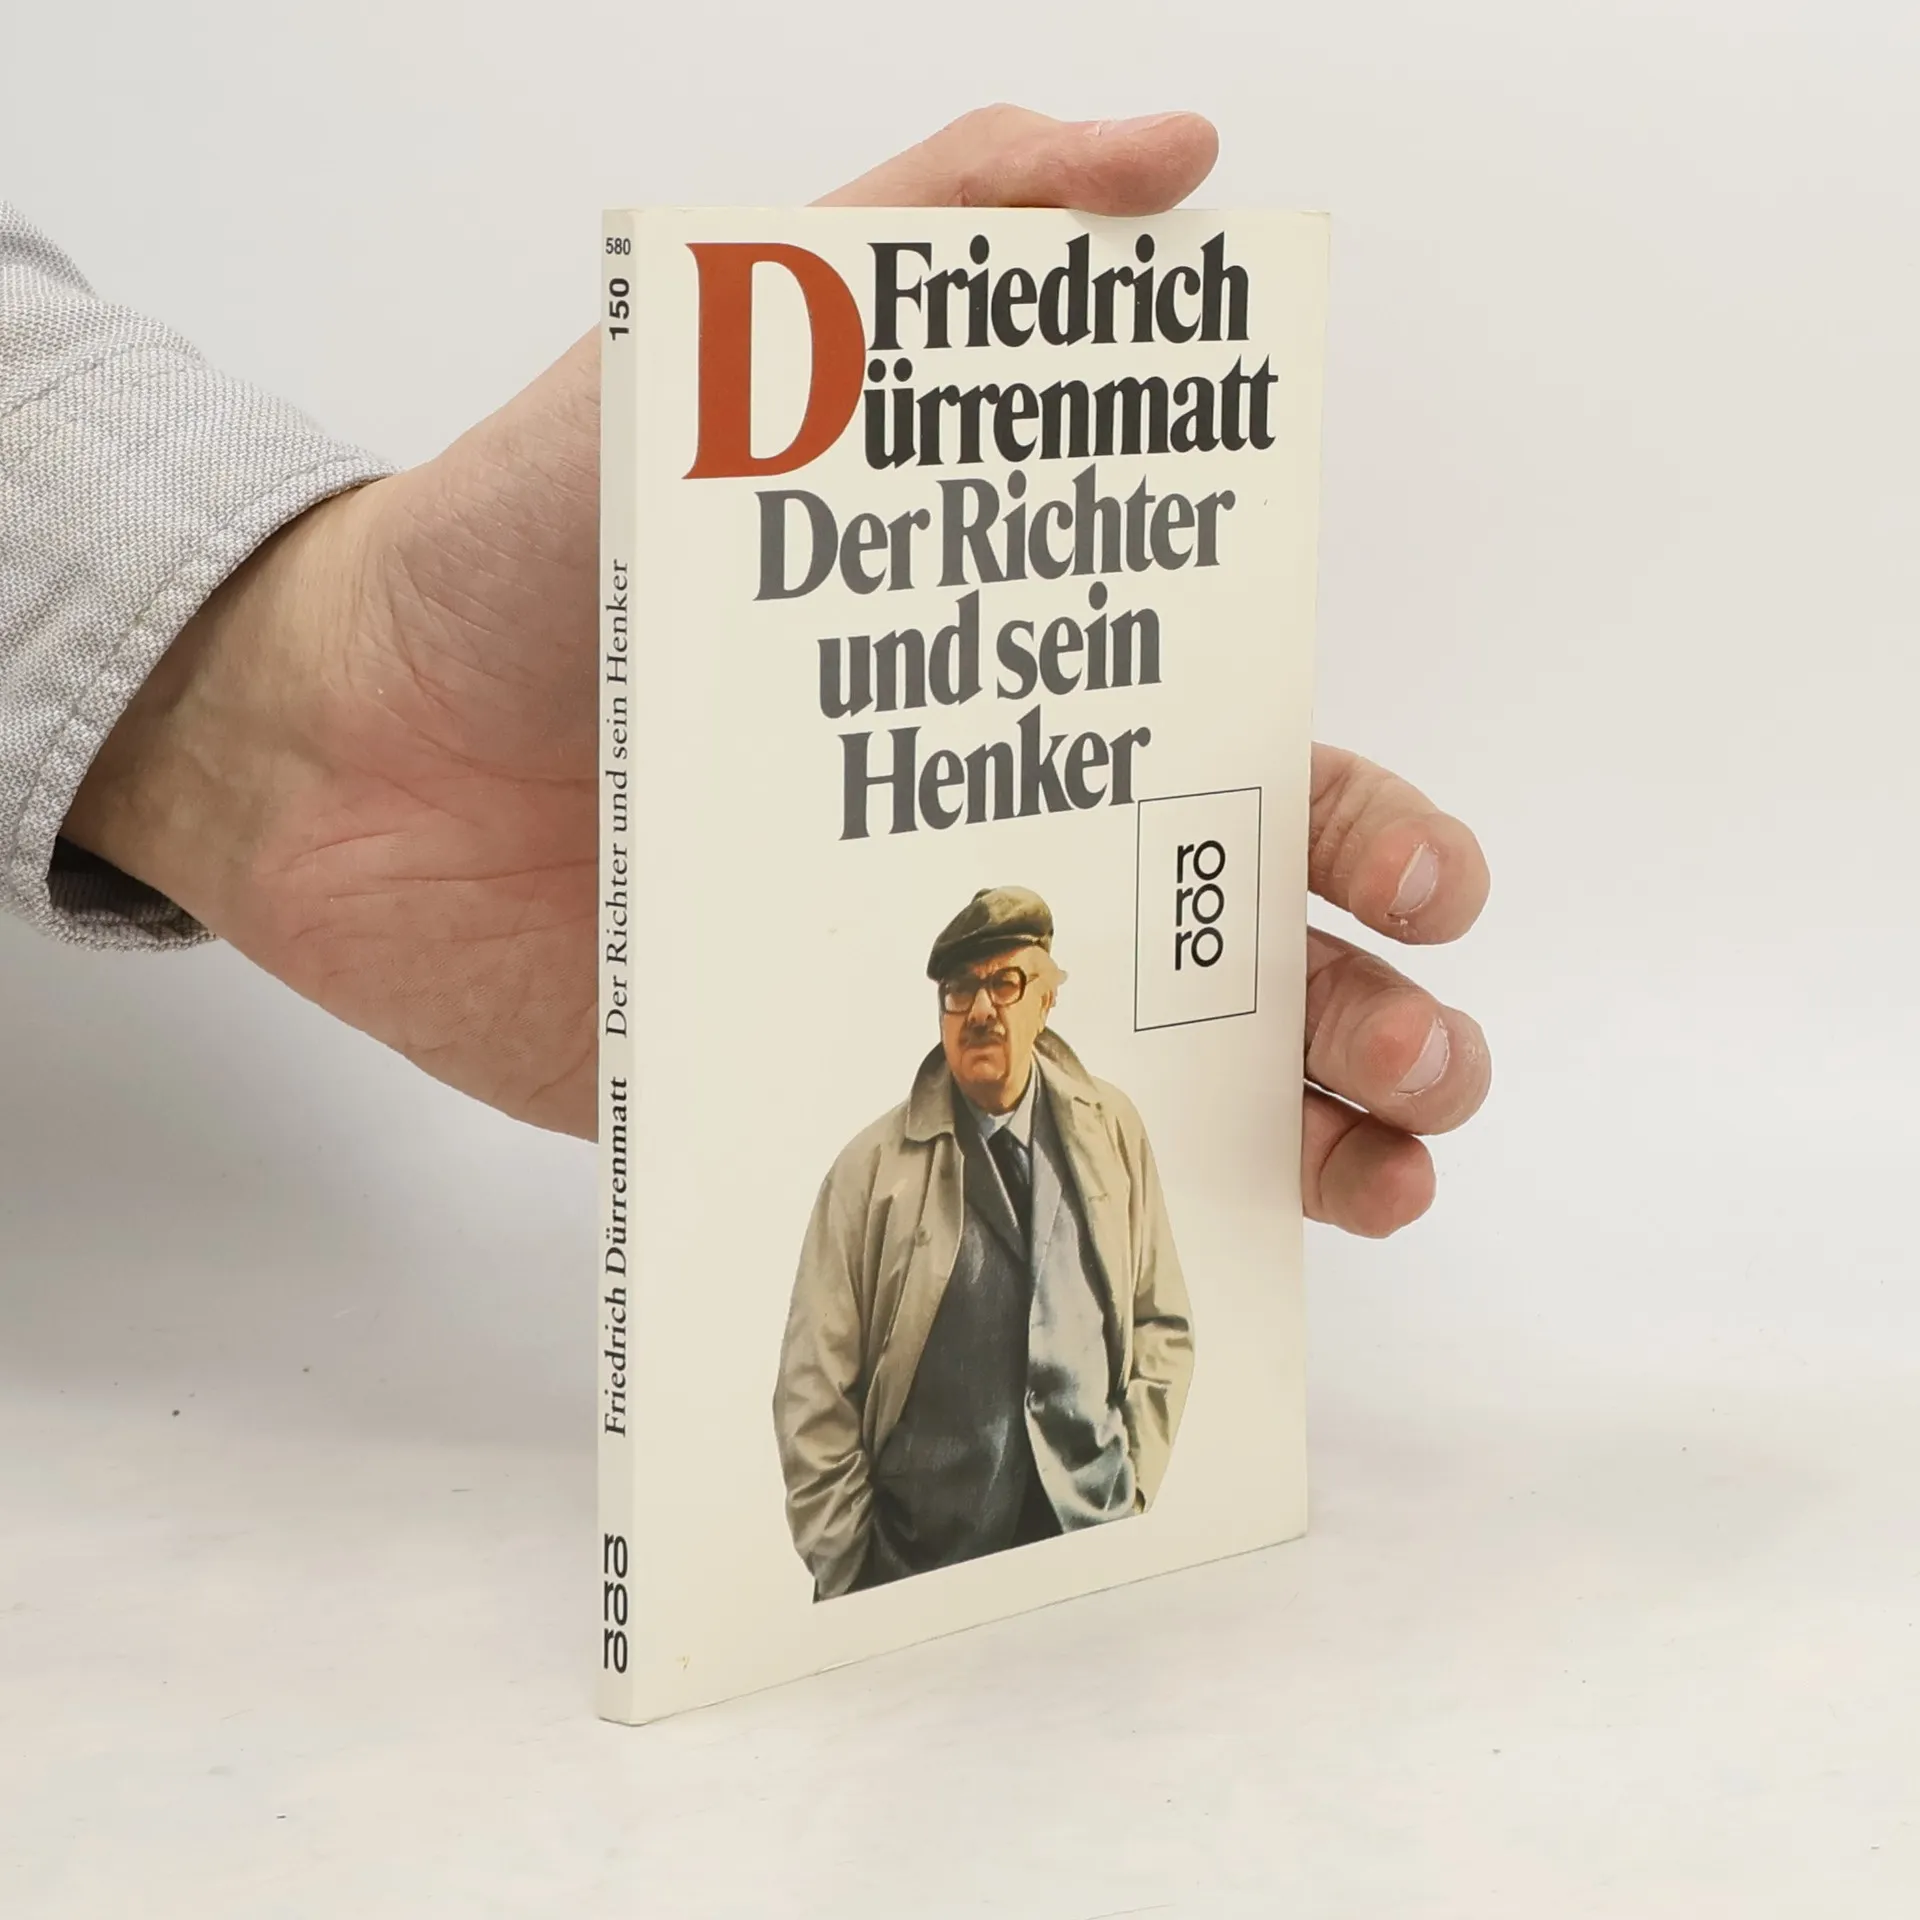 580
150
Friedrich Dürrenmatt Der Richter und sein Henker
ro
ro
ro
Friedrich
Dürrenmatt
Der Richter
und sein
Henker
ro
ro
ro